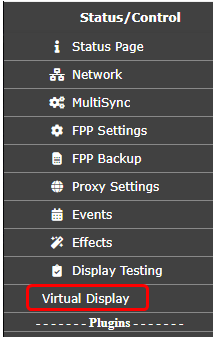 Status/Control
Status Page
Network
MultiSync
FPP Settings
FPP Backup
Proxy Settings
Events
Effects
Display Testing
Virtual Display
- - - - - - - Plugins - - - - - - -